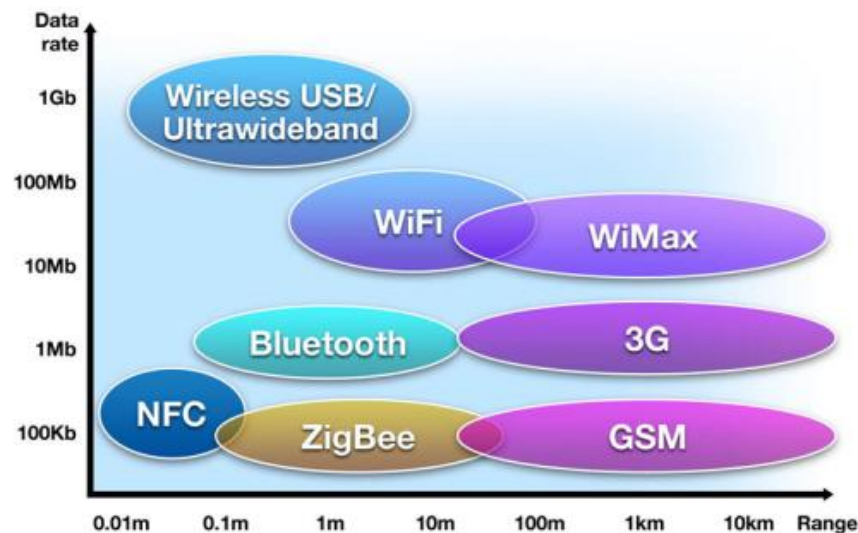 Data
rate
1Gb
Wireless USB/
Ultrawideband
100Mb
WiFi
WiMax
10Mb
Bluetooth
3G
1Mb
NFC
ZigBee
GSM
100Kb
0.01m 0.1m 1m 10m 100m 1km 10km Range